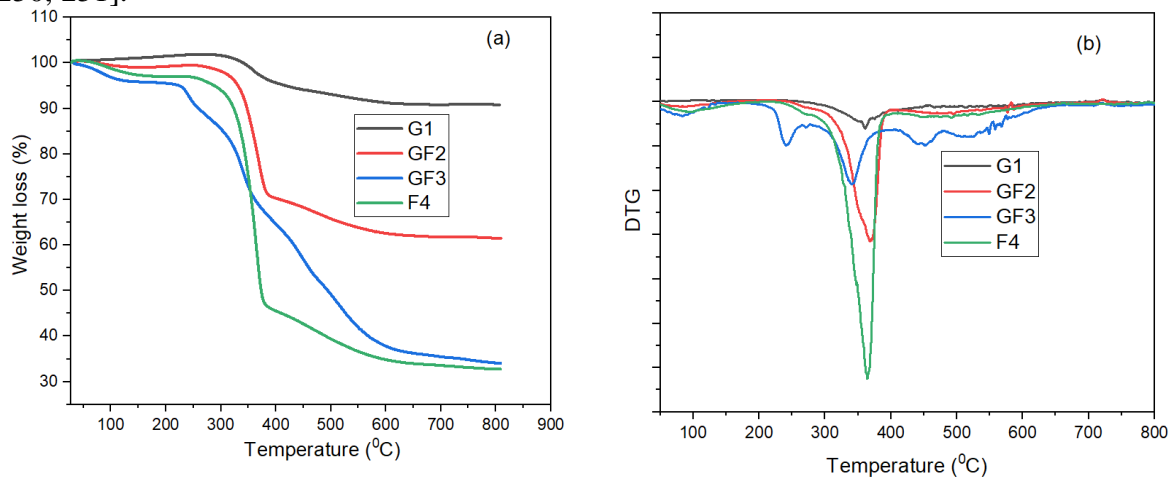 110
100
90
80
70
60
50
40
30
Weight loss (%)
(a)
G1
GF2
GF3
F4
0 100 200 300 400 500 600 700 800 900
Temperature (⁰C)
(b)
DTG
G1
GF2
GF3
F4
100 200 300 400 500 600 700 800
Temperature (⁰C)